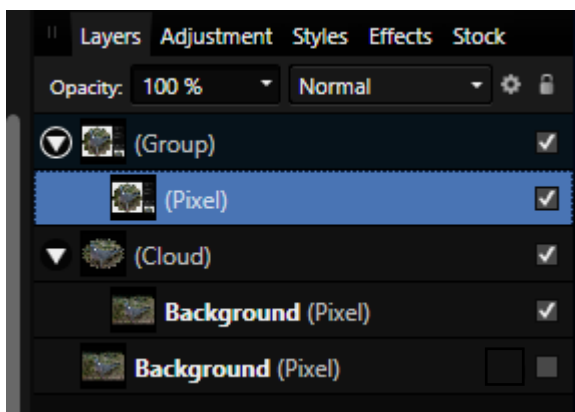 Layers Adjustment Styles Effects Stock
Opacity: 100 % Normal
(Group)
(Pixel)
(Cloud)
Background (Pixel)
Background (Pixel)